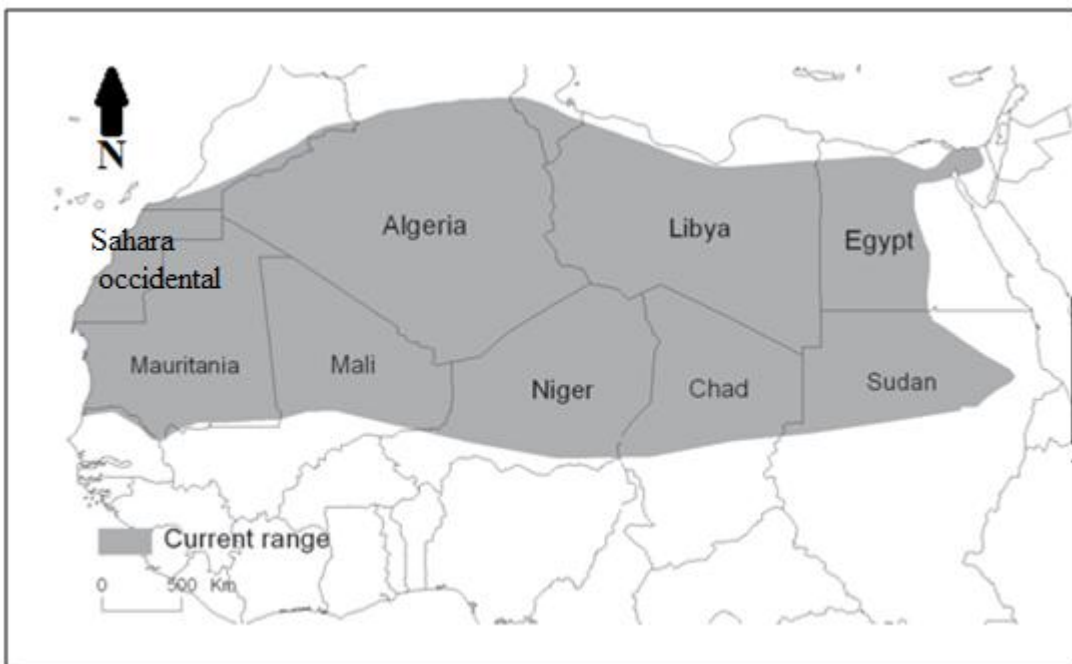 N
Algeria
Libya
Egypt
Sahara
occidental
Mauritania
Mali
Niger
Chad
Sudan
Current range
0 500 Km